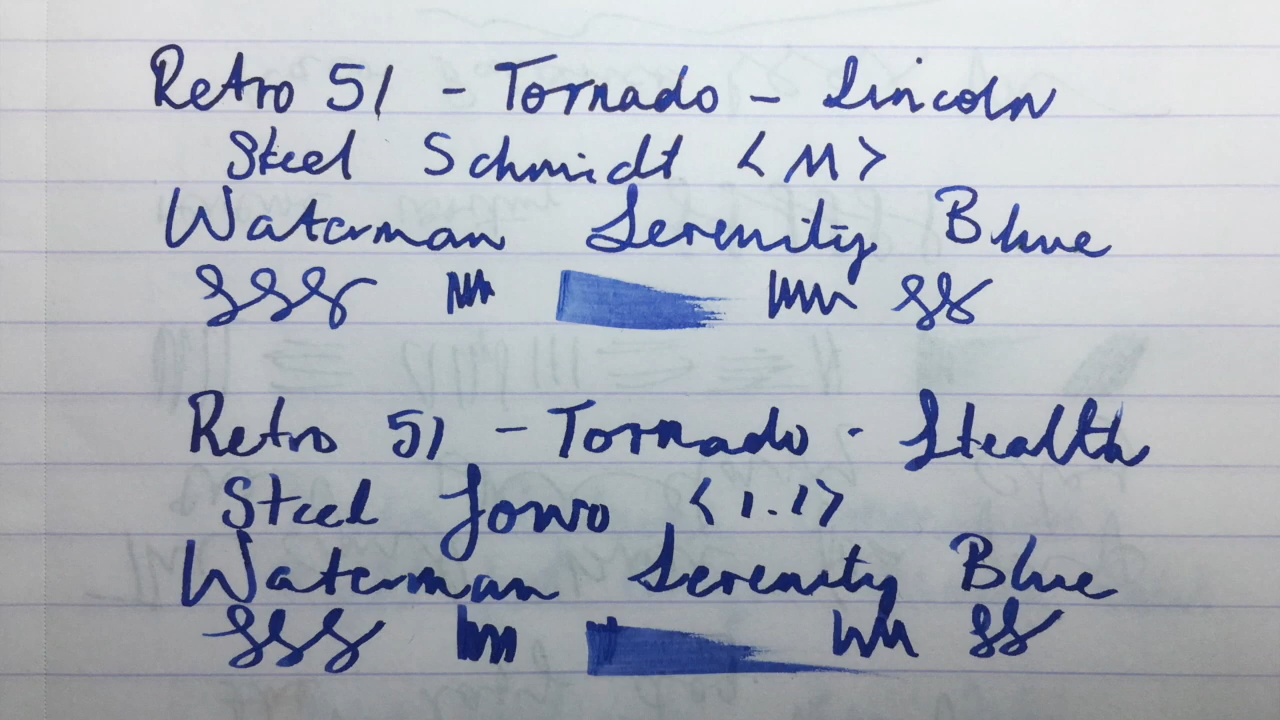 Retro 51 - Tornado - Lincoln
Steel Schmidt <M>
Waterman Serenity Blue
Retro 51 - Tornado - Stealth
Steel Jowo <1.1>
Waterman Serenity Blue